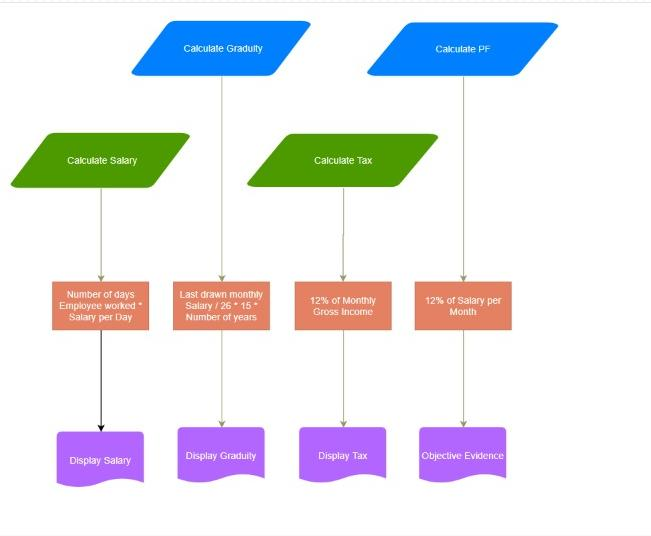 Calculate Graduity
Calculate PF
Calculate Salary
Calculate Tax
Number of days
Employee worked *
Salary per Day
Last drawn monthly
Salary / 26 * 15 *
Number of years
12% of Monthly
Gross Income
12% of Salary per
Month
Display Salary
Display Graduity
Display Tax
Objective Evidence